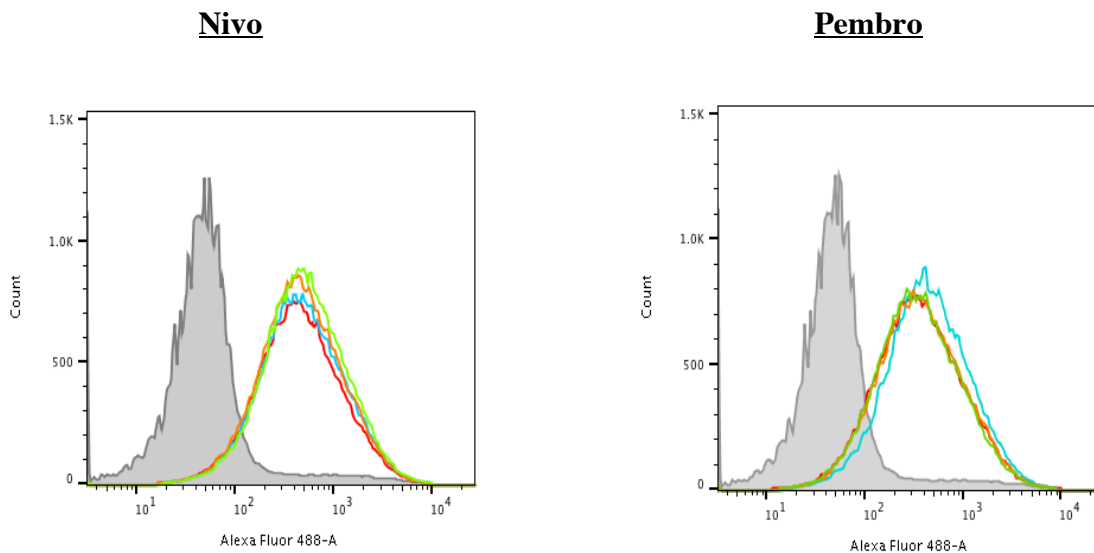 Nivo
Pembro
1.5K
1.0K
500
0
Count
10^1
10^2
10^3
10^4
Alexa Fluor 488-A
1.5K
1.0K
500
0
Count
10^1
10^2
10^3
10^4
Alexa Fluor 488-A